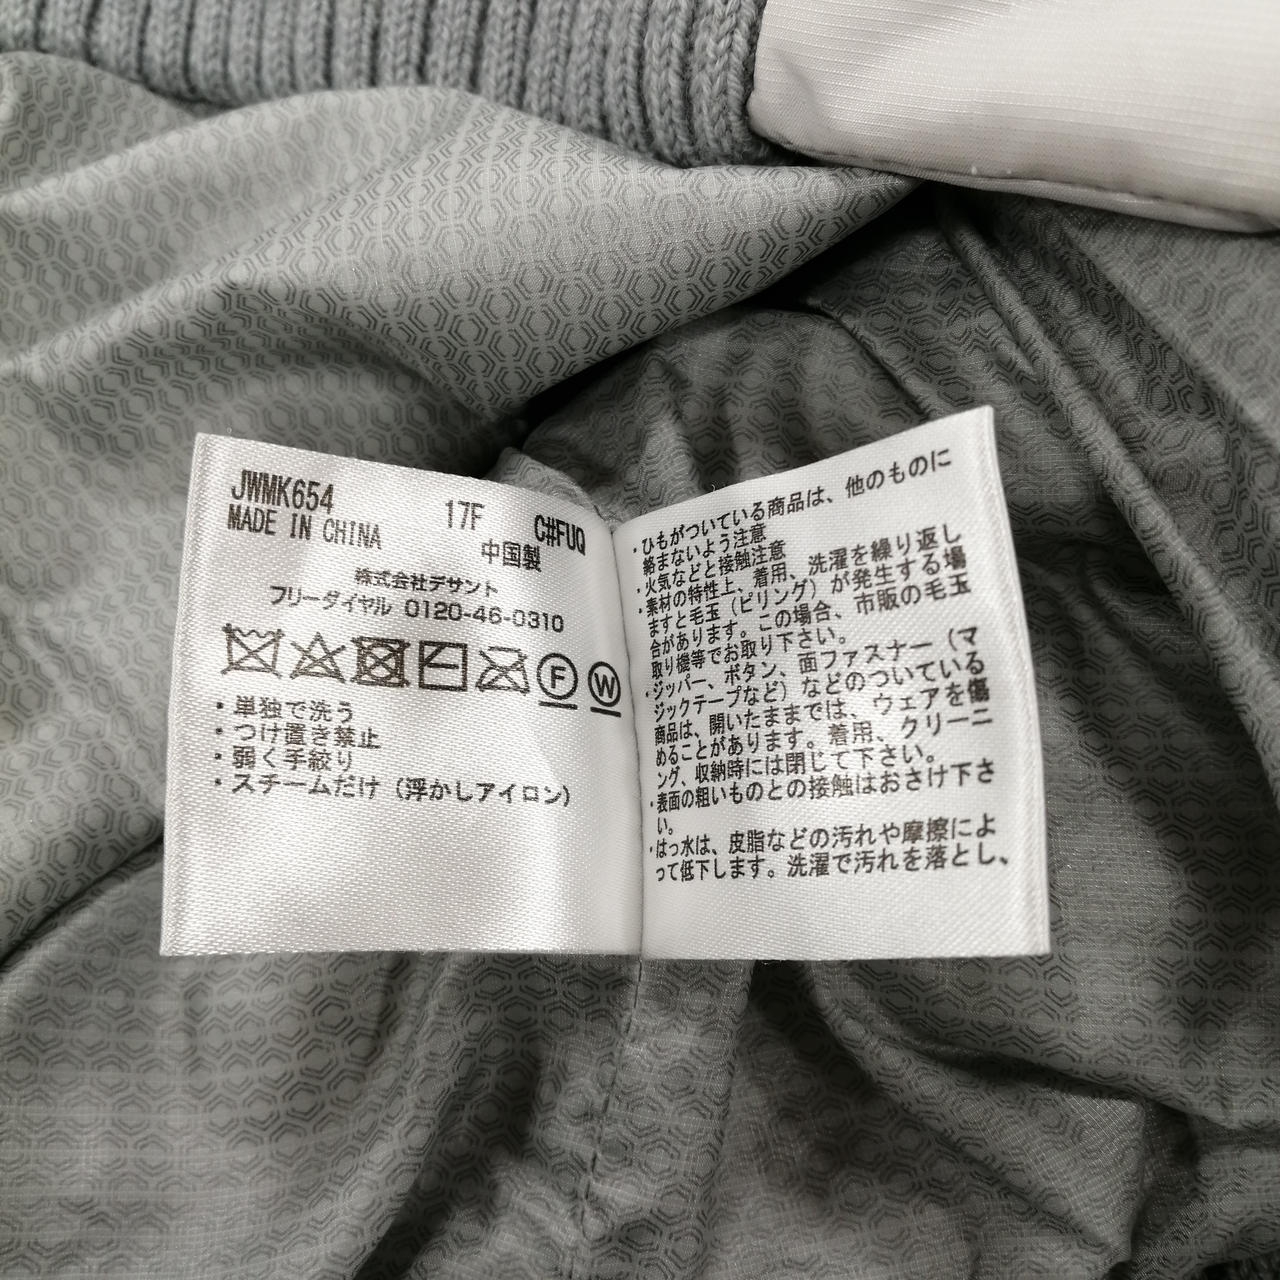 JWMK654 17F C#FUQ
MADE IN CHINA 中国製
株式会社デサント
フリーダイヤル 0120-46-0310
F W
・単独で洗う
・つけ置き禁止
・弱く手絞り
・スチームだけ（浮かしアイロン）
・ひもがついている商品は、他のものに
絡まないよう注意
・火気などと接触注意
・素材の特性上、着用、洗濯を繰り返し
ますと毛玉（ピリング）が発生する場
合があります。この場合、市販の毛玉
取り機等でお取り下さい。
・ジッパー、ボタン、面ファスナー（マ
ジックテープなど）などのついている
商品は、開いたままでは、ウェアを傷
めることがあります。着用、クリーニ
ング、収納時には閉じて下さい。
・表面の粗いものとの接触はおさけ下さ
い。
・はっ水は、皮脂などの汚れや摩擦によ
って低下します。洗濯で汚れを落とし、